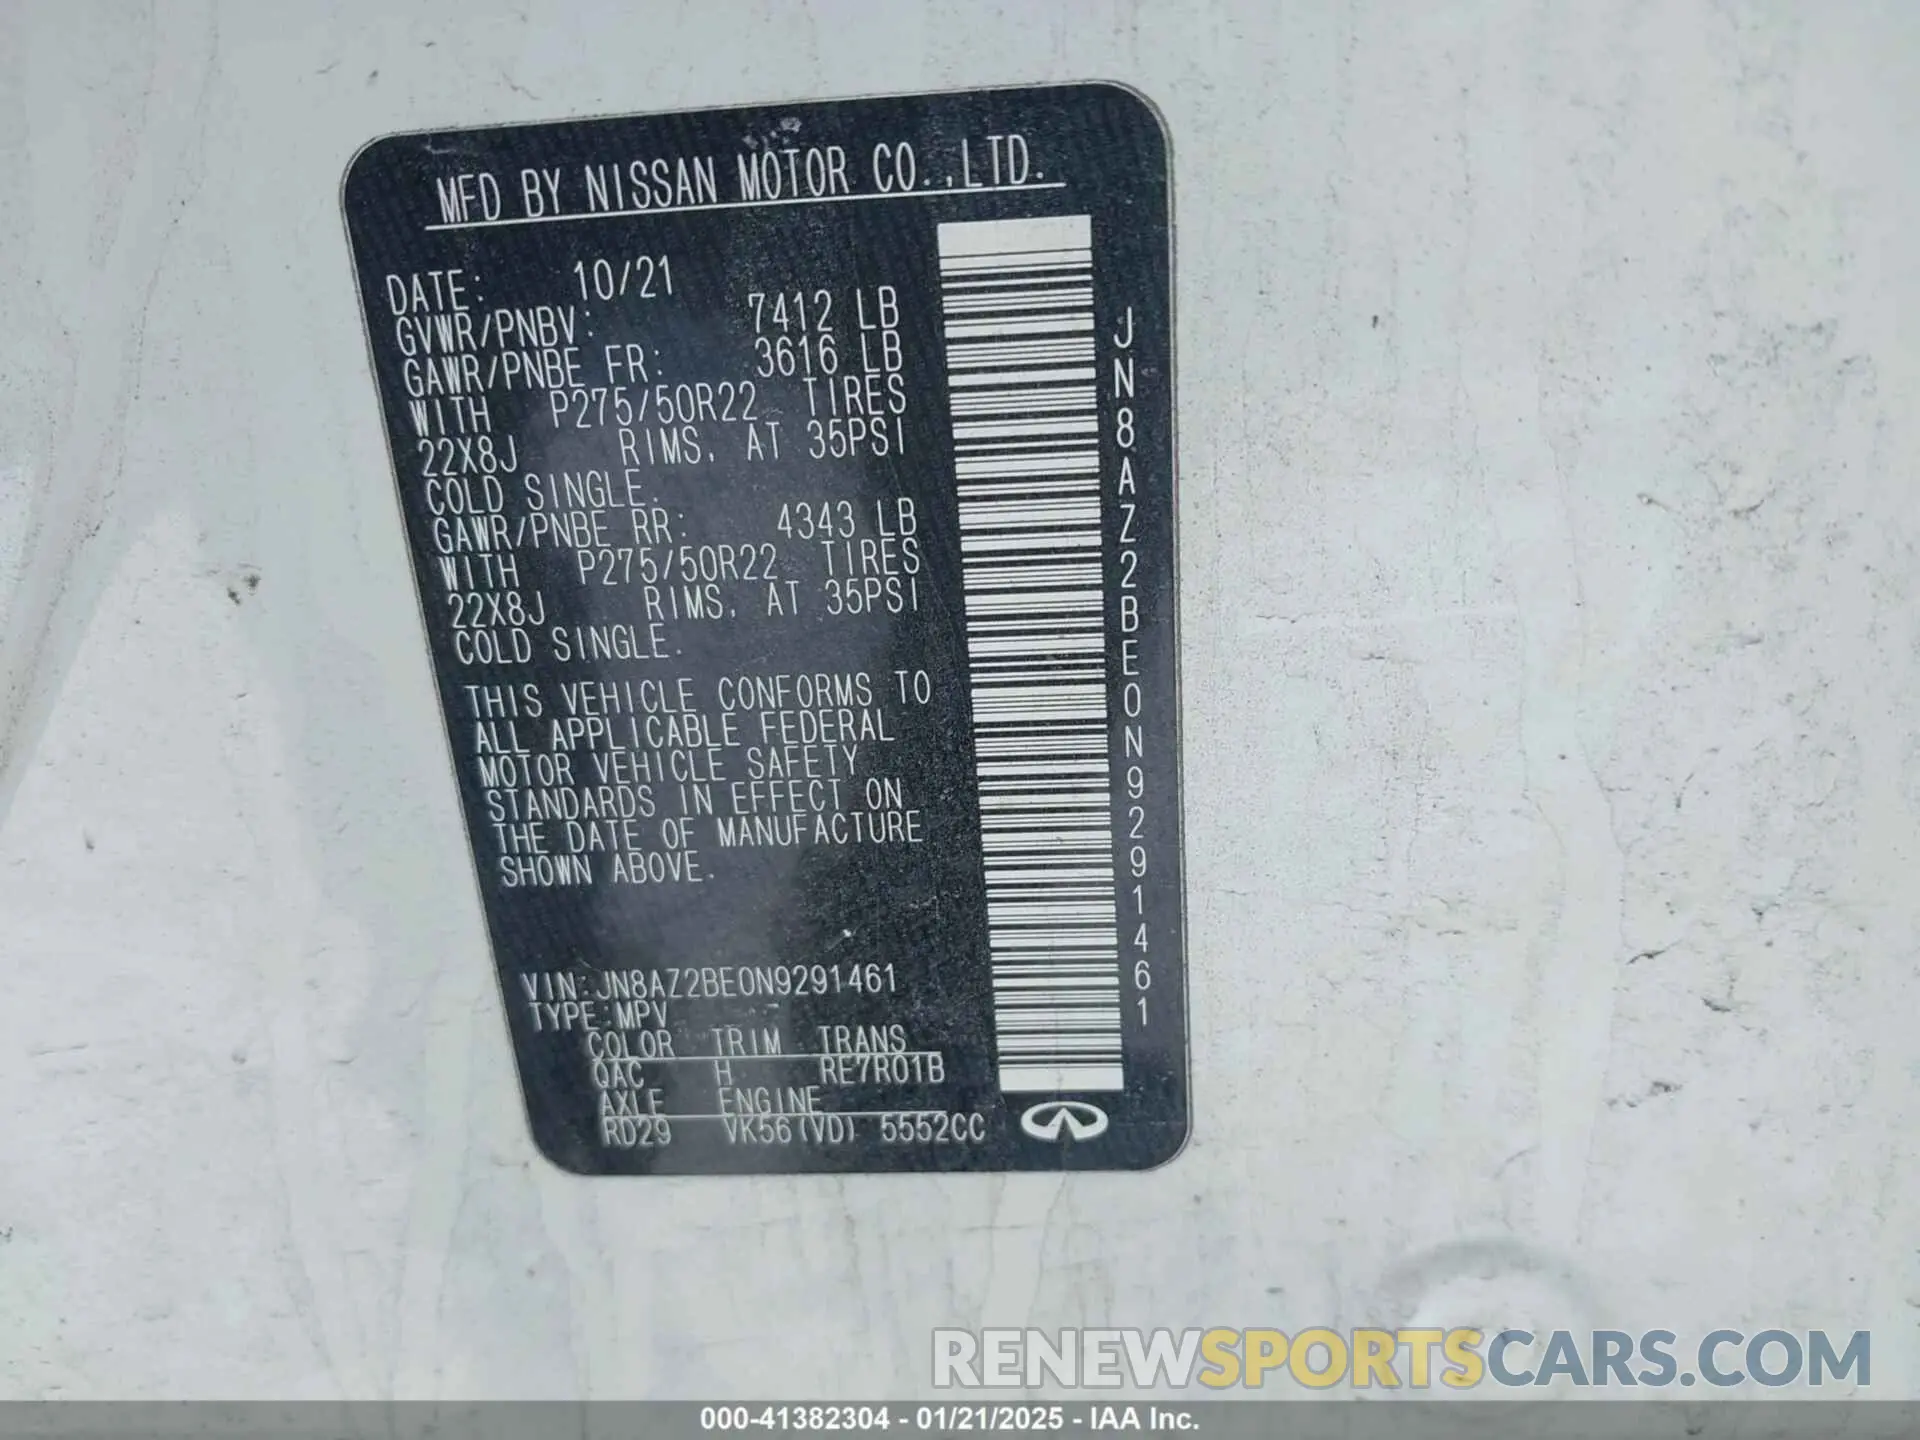 MFD BY NISSAN MOTOR CO.,LTD.
DATE: 10/21
GVWR/PNBV: 7412 LB
GAWR/PNBE FR: 3616 LB
WITH P275/50R22 TIRES
22X8J RIMS, AT 35PSI
COLD SINGLE.
GAWR/PNBE RR: 4343 LB
WITH P275/50R22 TIRES
22X8J RIMS, AT 35PSI
COLD SINGLE.
THIS VEHICLE CONFORMS TO
ALL APPLICABLE FEDERAL
MOTOR VEHICLE SAFETY
STANDARDS IN EFFECT ON
THE DATE OF MANUFACTURE
SHOWN ABOVE.
VIN:JN8AZ2BE0N9291461
TYPE:MPV
COLOR TRIM TRANS
QAC H RE7R01B
AXLE ENGINE
RD29 VK56(VD) 5552CC
JN8AZ2BE0N9291461
RENEWSPORTSCARS.COM
000-41382304 - 01/21/2025 - IAA Inc.